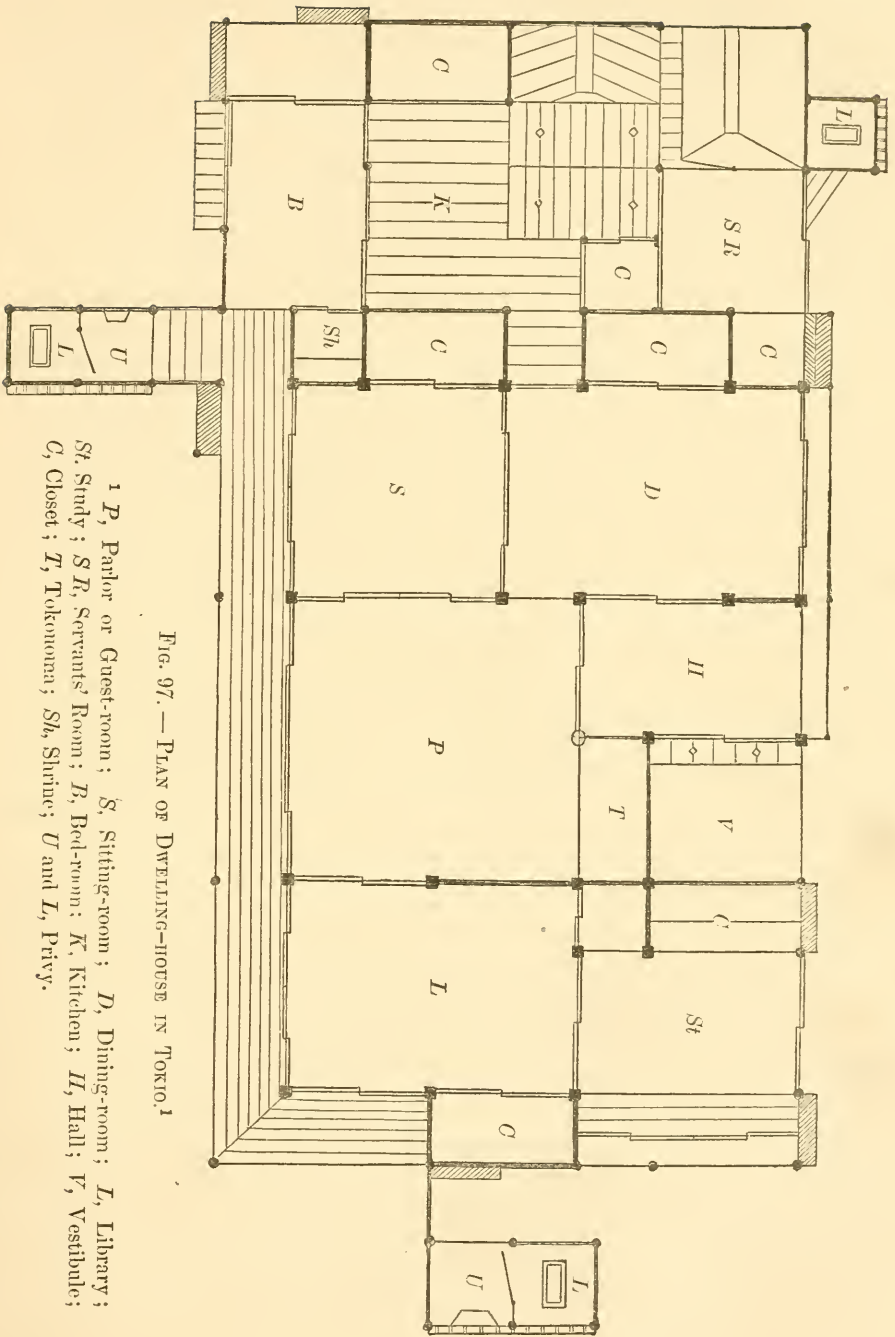 L
C
S R
V
C
St
H
D
C
C
T
L
C
U
C
K
C
P
L
S
Sh
B
U
L
FIG. 97. — PLAN OF DWELLING-HOUSE IN TOKIO.¹
¹ P, Parlor or Guest-room; S, Sitting-room; D, Dining-room; L, Library;
St. Study; S R, Servants' Room; B, Bed-room; K, Kitchen; H, Hall; V, Vestibule;
C, Closet; T, Tokonoma; Sh, Shrine; U and L, Privy.